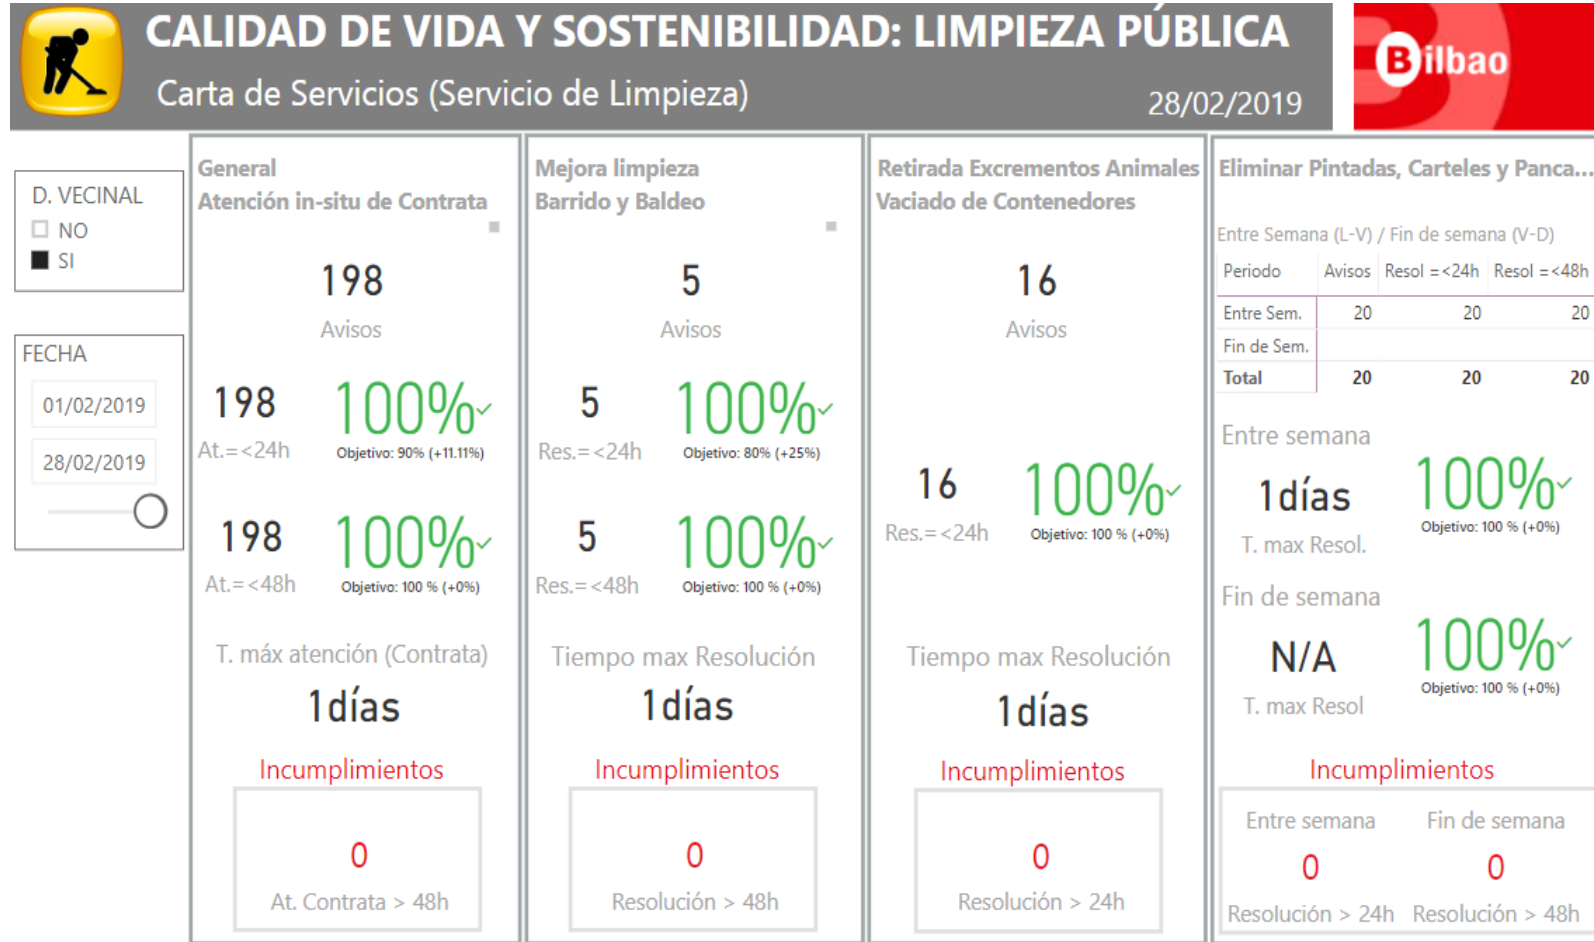 CALIDAD DE VIDA Y SOSTENIBILIDAD: LIMPIEZA PÚBLICA
Carta de Servicios (Servicio de Limpieza)
28/02/2019
Bilbao
D. VECINAL
NO
SI
FECHA
01/02/2019
28/02/2019
General
Atención in-situ de Contrata
198
Avisos
198 100%
At.=<24h Objetivo: 90% (+11.11%)
198 100%
At.=<48h Objetivo: 100 % (+0%)
T. máx atención (Contrata)
1días
Incumplimientos
0
At. Contrata > 48h
Mejora limpieza
Barrido y Baldeo
5
Avisos
5 100%
Res.=<24h Objetivo: 80% (+25%)
5 100%
Res.=<48h Objetivo: 100 % (+0%)
Tiempo max Resolución
1días
Incumplimientos
0
Resolución > 48h
Retirada Excrementos Animales
Vaciado de Contenedores
16
Avisos
16 100%
Res.=<24h Objetivo: 100 % (+0%)
Tiempo max Resolución
1días
Incumplimientos
0
Resolución > 24h
Eliminar Pintadas, Carteles y Panca...
Entre Semana (L-V) / Fin de semana (V-D)
Periodo Avisos Resol =<24h Resol =<48h
Entre Sem. 20 20 20
Fin de Sem.
Total 20 20 20
Entre semana
1días 100%
T. max Resol. Objetivo: 100 % (+0%)
Fin de semana
N/A 100%
T. max Resol Objetivo: 100 % (+0%)
Incumplimientos
Entre semana Fin de semana
0 0
Resolución > 24h Resolución > 48h